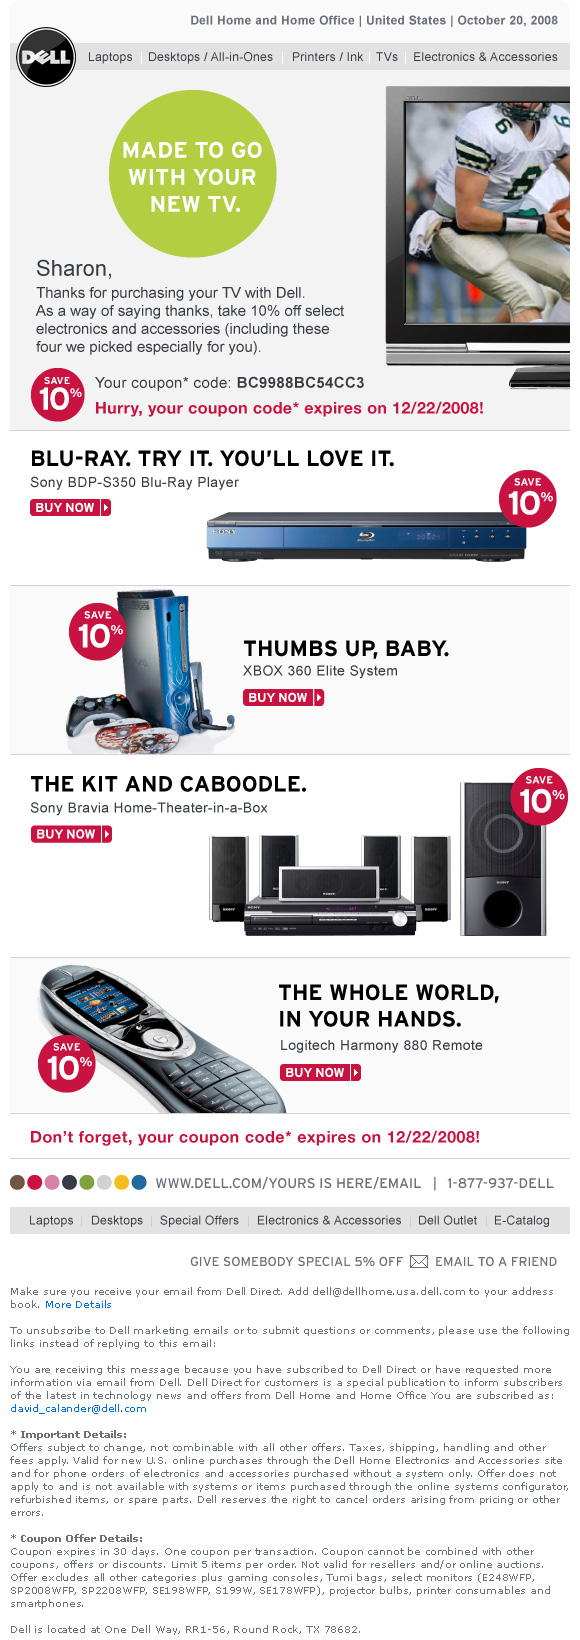 Dell Home and Home Office | United States | October 20, 2008
DELL
Laptops | Desktops / All-in-Ones | Printers / Ink | TVs | Electronics & Accessories
MADE TO GO
WITH YOUR
NEW TV.
6
9
Sharon,
Thanks for purchasing your TV with Dell.
As a way of saying thanks, take 10% off select
electronics and accessories (including these
four we picked especially for you).
SAVE
10%
Your coupon* code: BC9988BC54CC3
Hurry, your coupon code* expires on 12/22/2008!
BLU-RAY. TRY IT. YOU'LL LOVE IT.
Sony BDP-S350 Blu-Ray Player
BUY NOW
SAVE
10%
SONY
SAVE
10%
THUMBS UP, BABY.
XBOX 360 Elite System
BUY NOW
THE KIT AND CABOODLE.
Sony Bravia Home-Theater-in-a-Box
BUY NOW
SAVE
10%
SONY
SONY
SONY
SONY
THE WHOLE WORLD,
IN YOUR HANDS.
Logitech Harmony 880 Remote
BUY NOW
SAVE
10%
Don't forget, your coupon code* expires on 12/22/2008!
WWW.DELL.COM/YOURS IS HERE/EMAIL | 1-877-937-DELL
Laptops | Desktops | Special Offers | Electronics & Accessories | Dell Outlet | E-Catalog
GIVE SOMEBODY SPECIAL 5% OFF EMAIL TO A FRIEND
Make sure you receive your email from Dell Direct. Add dell@dellhome.usa.dell.com to your address
book. More Details
To unsubscribe to Dell marketing emails or to submit questions or comments, please use the following
links instead of replying to this email:
You are receiving this message because you have subscribed to Dell Direct or have requested more
information via email from Dell. Dell Direct for customers is a special publication to inform subscribers
of the latest in technology news and offers from Dell Home and Home Office You are subscribed as:
david_calander@dell.com
* Important Details:
Offers subject to change, not combinable with all other offers. Taxes, shipping, handling and other
fees apply. Valid for new U.S. online purchases through the Dell Home Electronics and Accessories site
and for phone orders of electronics and accessories purchased without a system only. Offer does not
apply to and is not available with systems or items purchased through the online systems configurator,
refurbished items, or spare parts. Dell reserves the right to cancel orders arising from pricing or other
errors.
* Coupon Offer Details:
Coupon expires in 30 days. One coupon per transaction. Coupon cannot be combined with other
coupons, offers or discounts. Limit 5 items per order. Not valid for resellers and/or online auctions.
Offer excludes all other categories plus gaming consoles, Tumi bags, select monitors (E248WFP,
SP2008WFP, SP2208WFP, SE198WFP, S199W, SE178WFP), projector bulbs, printer consumables and
smartphones.
Dell is located at One Dell Way, RR1-56, Round Rock, TX 78682.